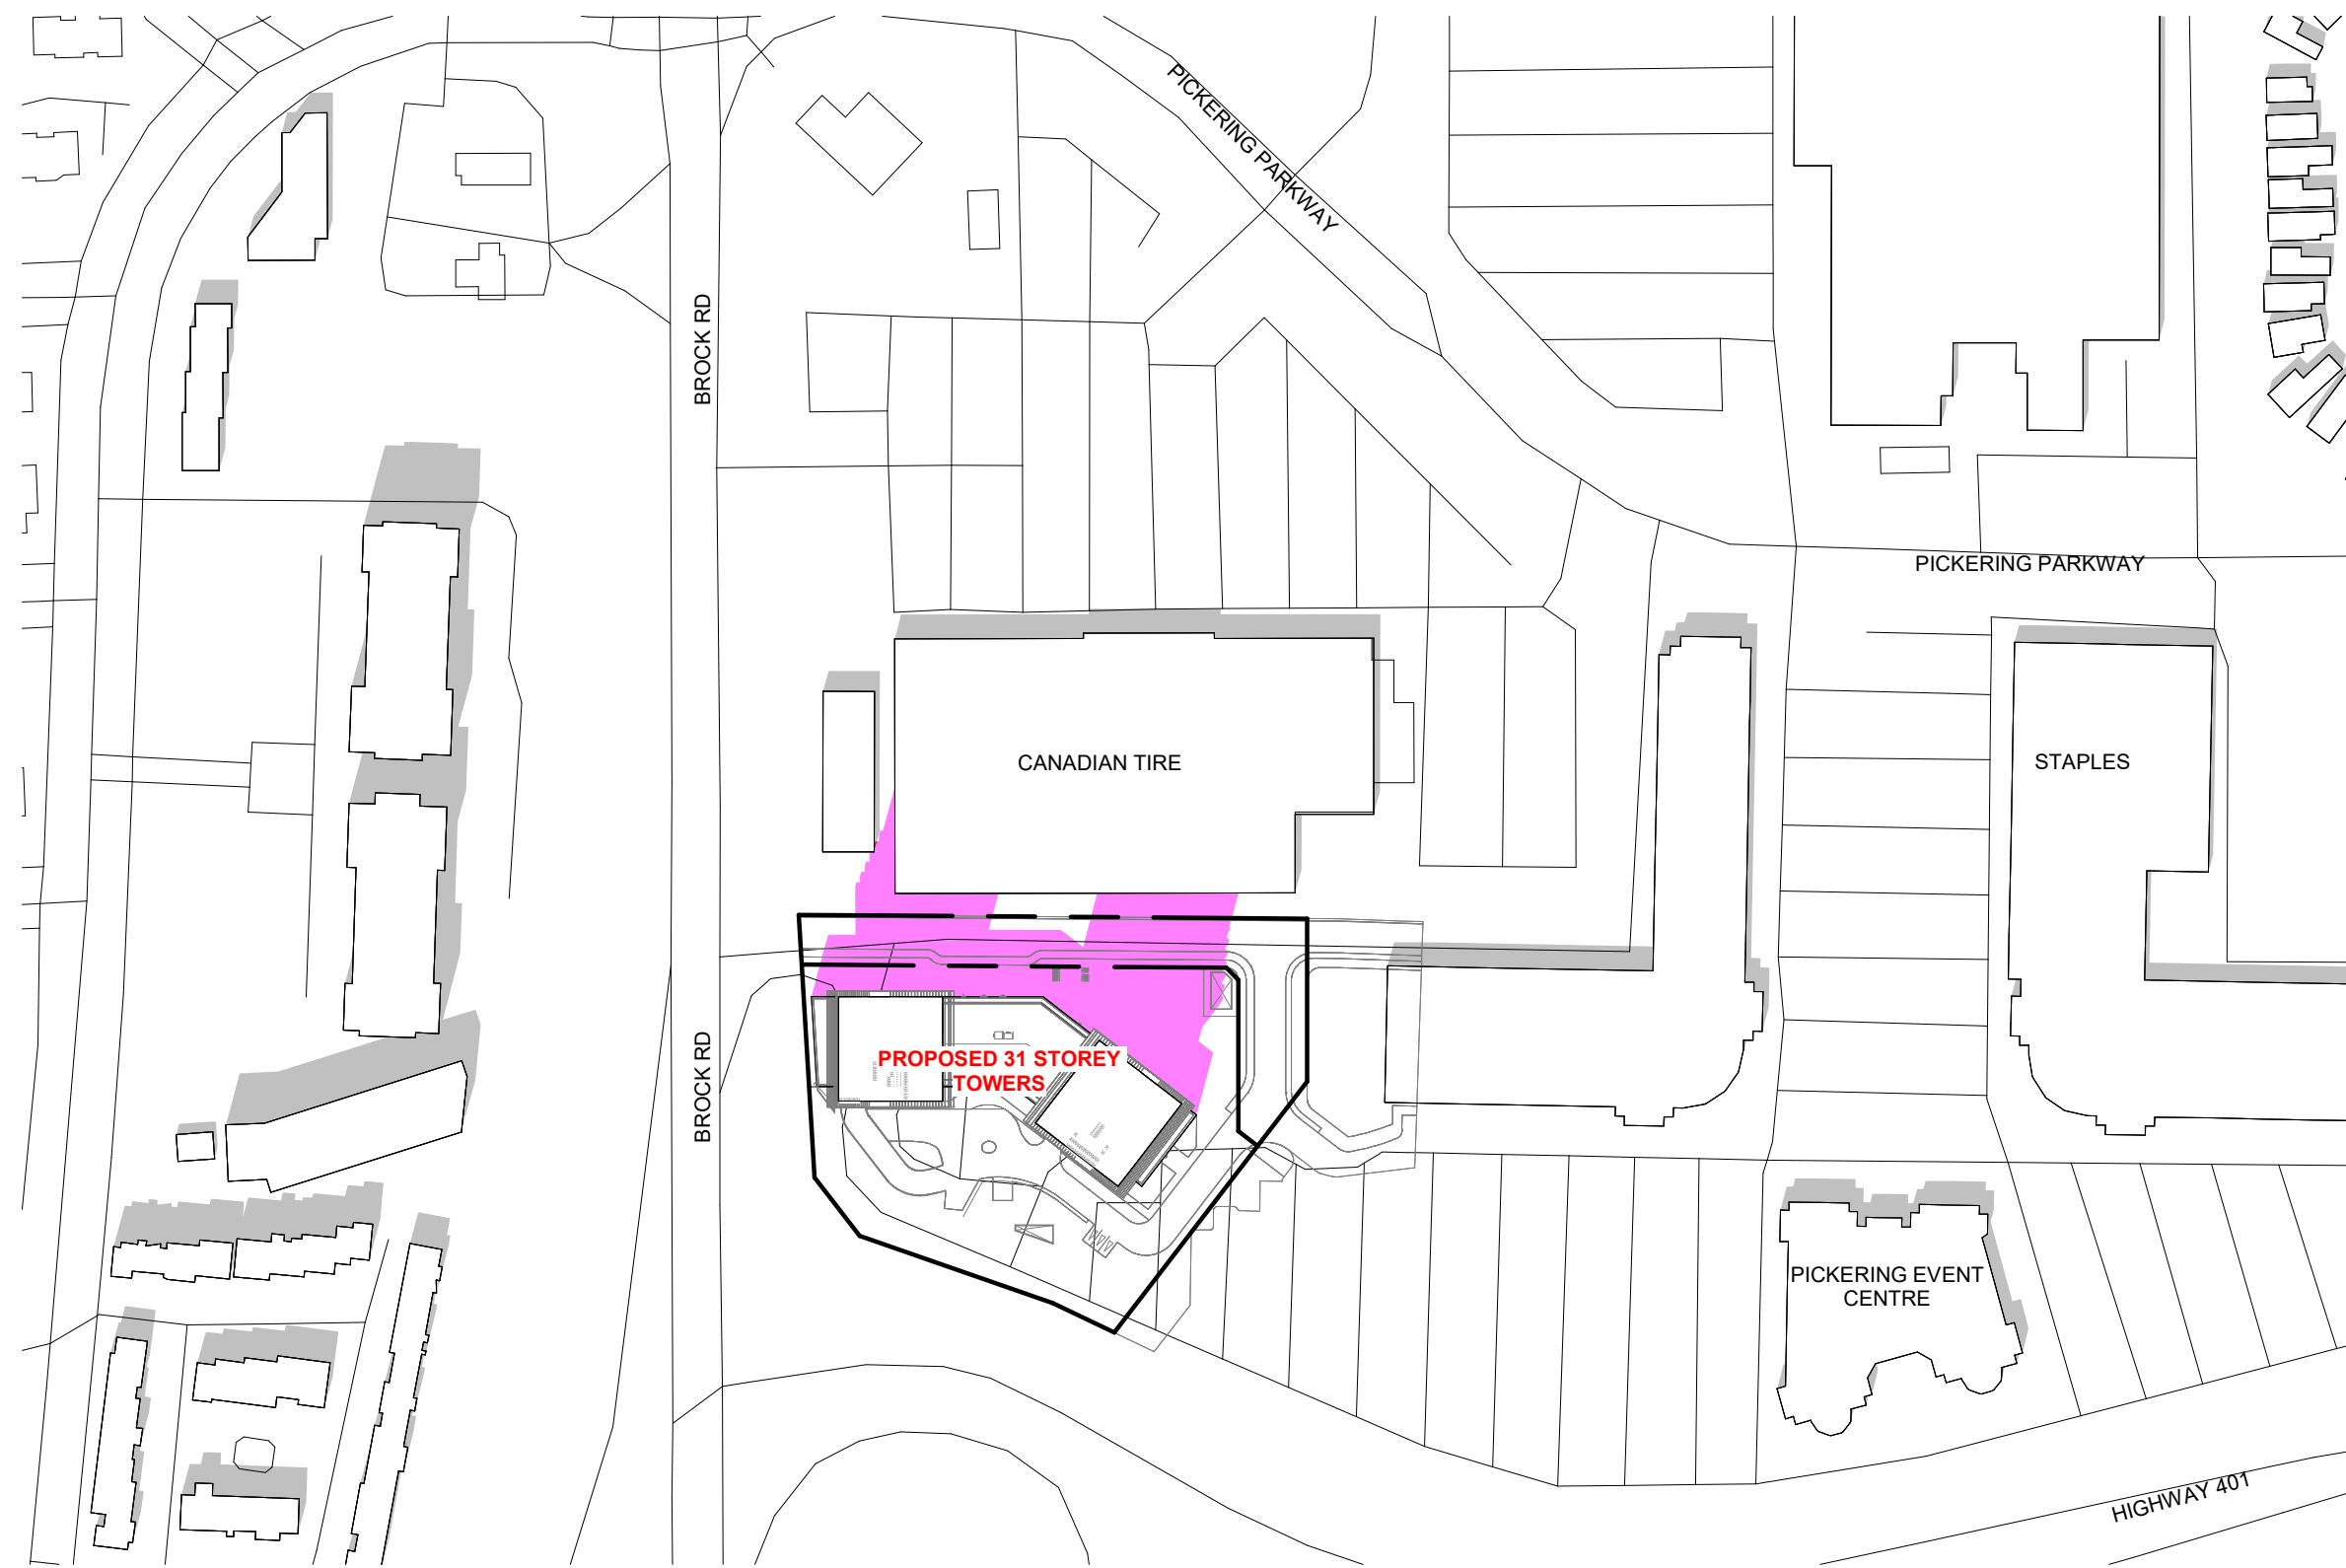 PICKERING PARKWAY
BROCK RD
PICKERING PARKWAY
CANADIAN TIRE
STAPLES
PROPOSED 31 STOREY
TOWERS
BROCK RD
PICKERING EVENT
CENTRE
HIGHWAY 401